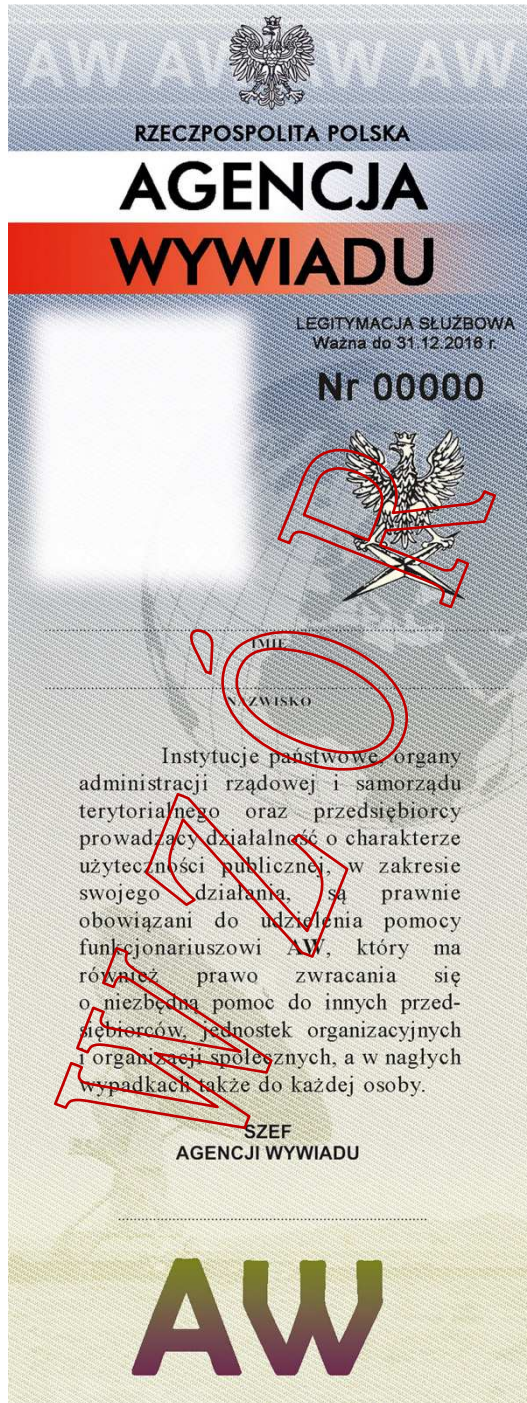 AW AW AW AW
RZECZPOSPOLITA POLSKA
AGENCJA
WYWIADU
LEGITYMACJA SŁUŻBOWA
Ważna do 31.12.2016 r.
Nr 00000
IMIĘ
NAZWISKO
Instytucje państwowe, organy
administracji rządowej i samorządu
terytorialnego oraz przedsiębiorcy
prowadzący działalność o charakterze
użyteczności publicznej, w zakresie
swojego działania, są prawnie
obowiązani do udzielenia pomocy
funkcjonariuszowi AW, który ma
również prawo zwracania się
o niezbędną pomoc do innych przed-
siębiorców, jednostek organizacyjnych
i organizacji społecznych, a w nagłych
wypadkach także do każdej osoby.
SZEF
AGENCJI WYWIADU
AW
WZÓR